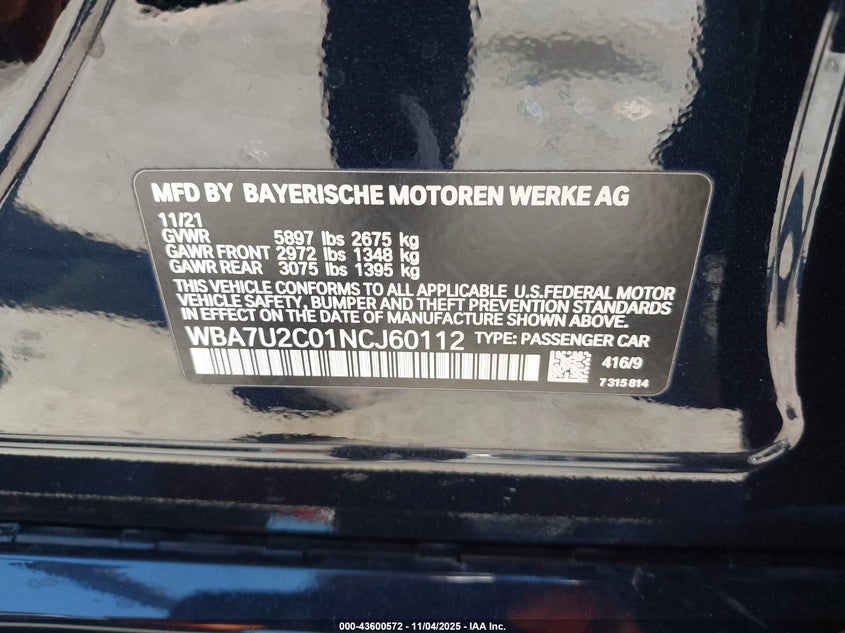 MFD BY BAYERISCHE MOTOREN WERKE AG
11/21
GVWR 5897 lbs 2675 kg
GAWR FRONT 2972 lbs 1348 kg
GAWR REAR 3075 lbs 1395 kg
THIS VEHICLE CONFORMS TO ALL APPLICABLE U.S.FEDERAL MOTOR
VEHICLE SAFETY, BUMPER AND THEFT PREVENTION STANDARDS
IN EFFECT ON THE DATE OF MANUFACTURE SHOWN ABOVE.
WBA7U2C01NCJ60112 TYPE: PASSENGER CAR
416/9
7 315 814
000-43600572 — 11/04/2025 — IAA Inc.